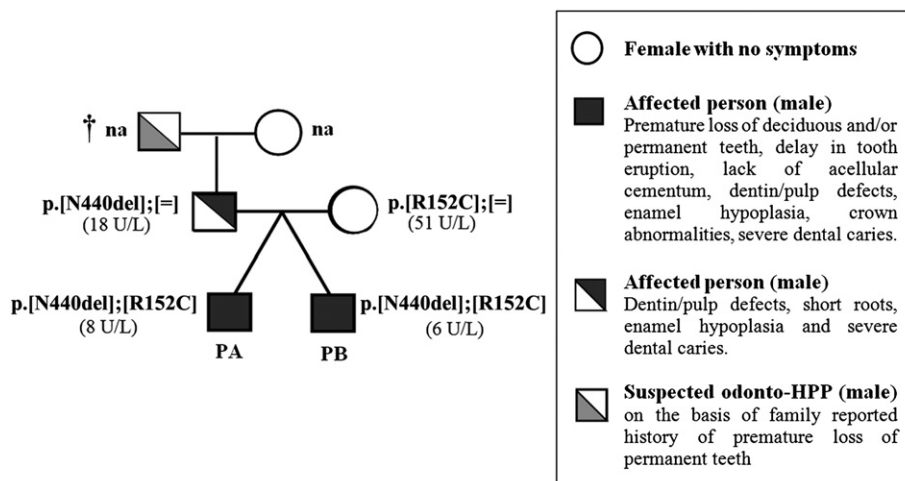 † na
na
p.[N440del];[=]
(18 U/L)
p.[R152C];[=]
(51 U/L)
p.[N440del];[R152C]
(8 U/L)
PA
p.[N440del];[R152C]
(6 U/L)
PB
Female with no symptoms
Affected person (male)
Premature loss of deciduous and/or
permanent teeth, delay in tooth
eruption, lack of acellular
cementum, dentin/pulp defects,
enamel hypoplasia, crown
abnormalities, severe dental caries.
Affected person (male)
Dentin/pulp defects, short roots,
enamel hypoplasia and severe
dental caries.
Suspected odonto-HPP (male)
on the basis of family reported
history of premature loss of
permanent teeth